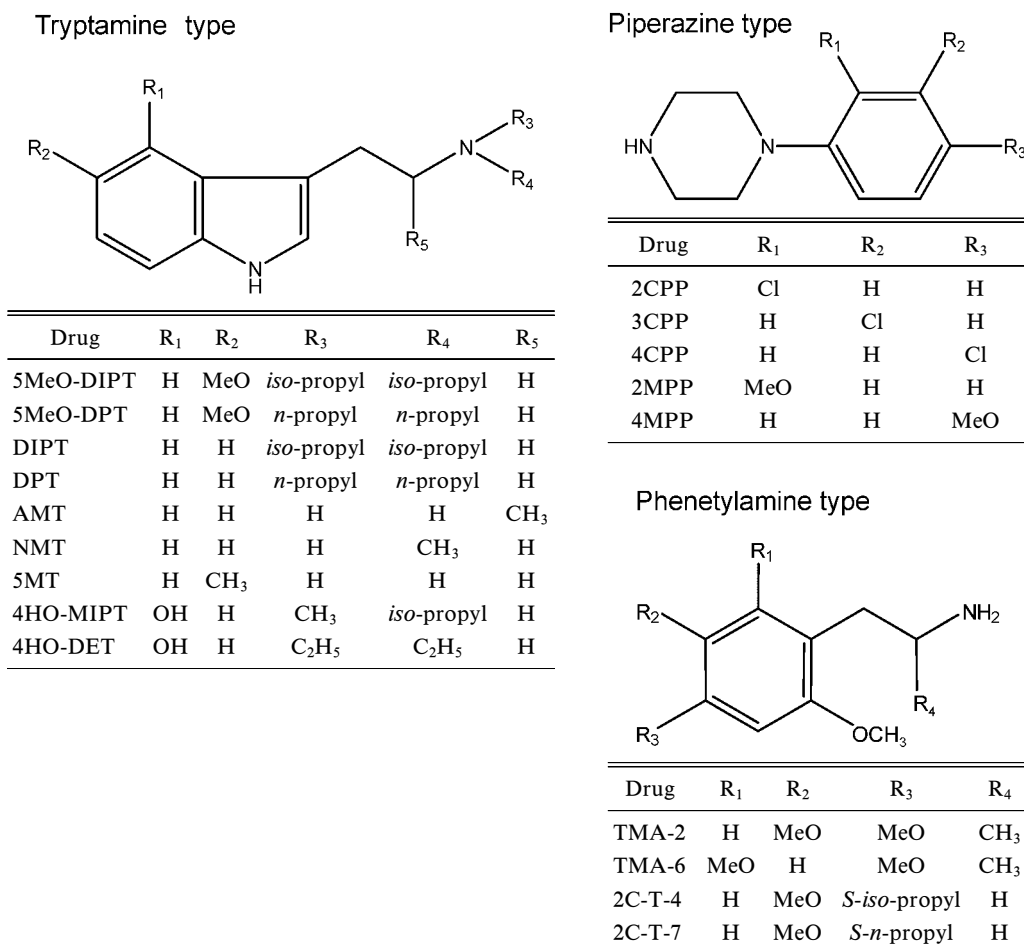 Tryptamine type
R1
R2
R3
N
R4
R5
N
H
Drug R1 R2 R3 R4 R5
5MeO-DIPT H MeO iso-propyl iso-propyl H
5MeO-DPT H MeO n-propyl n-propyl H
DIPT H H iso-propyl iso-propyl H
DPT H H n-propyl n-propyl H
AMT H H H H CH3
NMT H H H CH3 H
5MT H CH3 H H H
4HO-MIPT OH H CH3 iso-propyl H
4HO-DET OH H C2H5 C2H5 H
Piperazine type
R1 R2
HN N R3
Drug R1 R2 R3
2CPP Cl H H
3CPP H Cl H
4CPP H H Cl
2MPP MeO H H
4MPP H H MeO
Phenetylamine type
R1
R2 NH2
R4
R3 OCH3
Drug R1 R2 R3 R4
TMA-2 H MeO MeO CH3
TMA-6 MeO H MeO CH3
2C-T-4 H MeO S-iso-propyl H
2C-T-7 H MeO S-n-propyl H